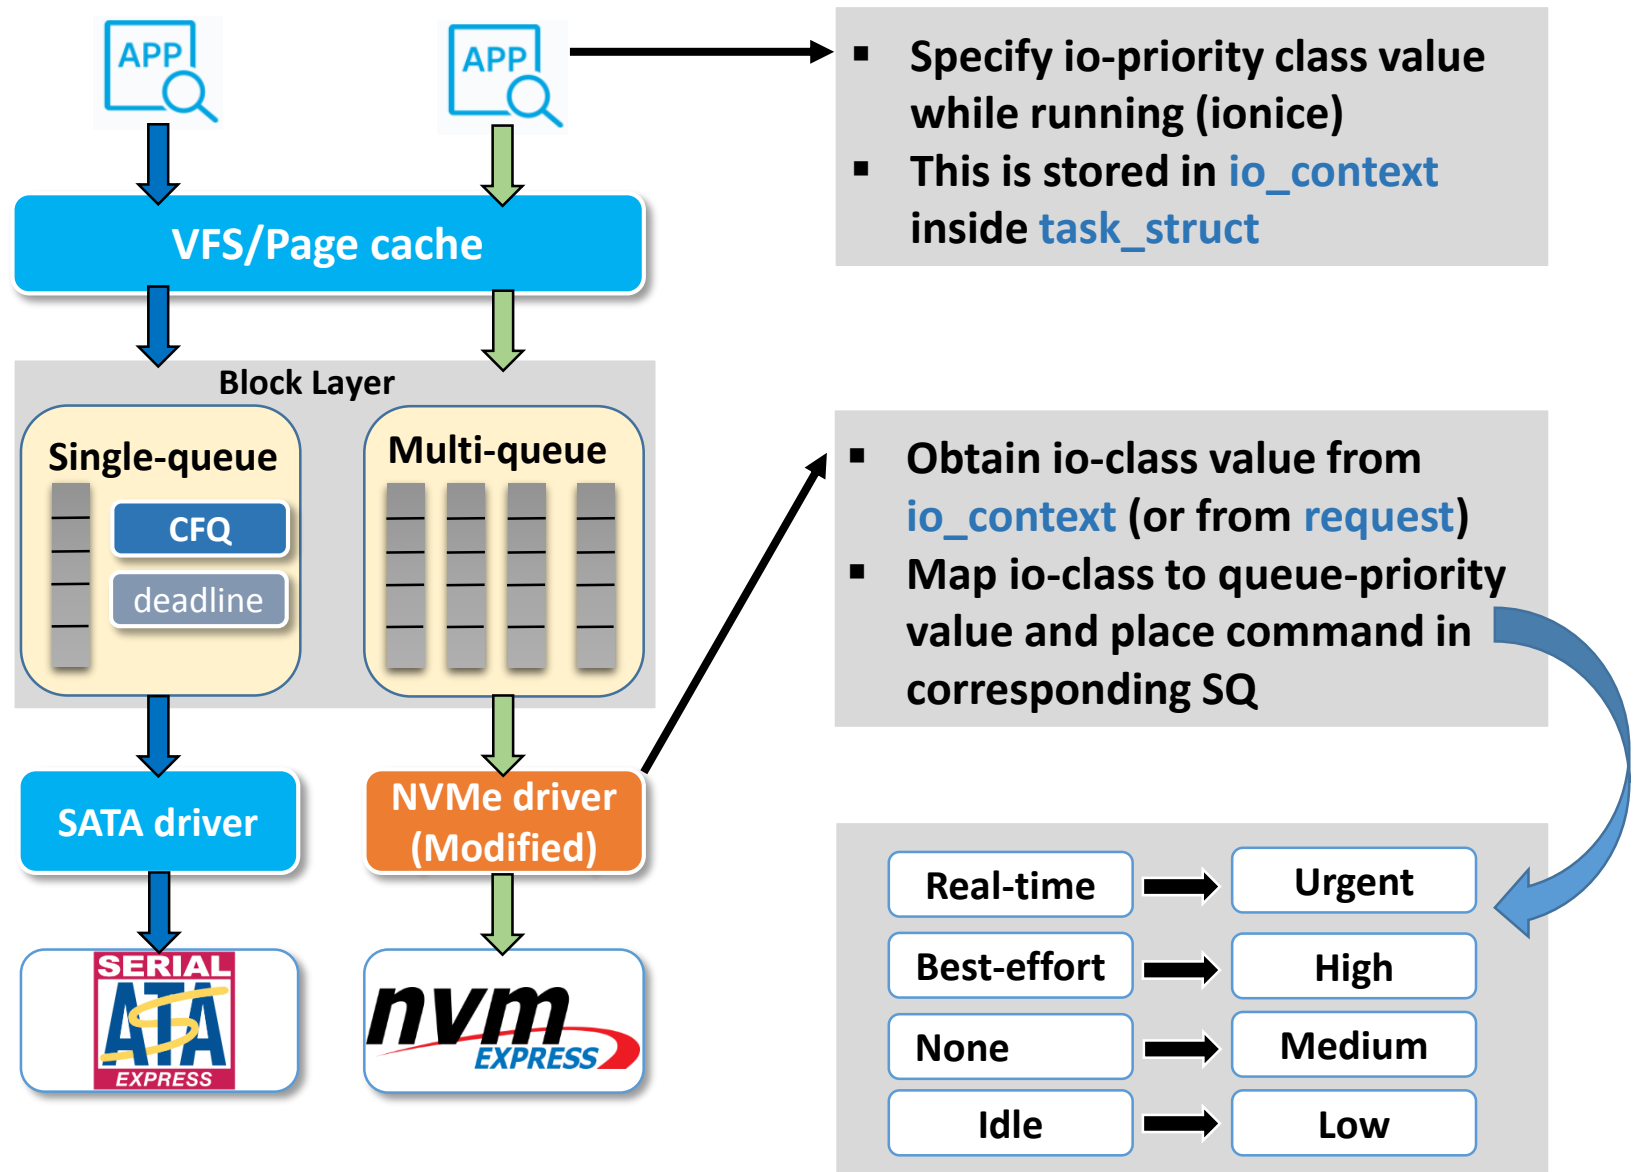 APP
APP
VFS/Page cache
Block Layer
Single-queue
CFQ
deadline
Multi-queue
SATA driver
NVMe driver
(Modified)
SERIAL
ATA
EXPRESS
nvm
EXPRESS
▪ Specify io-priority class value
while running (ionice)
▪ This is stored in io_context
inside task_struct
▪ Obtain io-class value from
io_context (or from request)
▪ Map io-class to queue-priority
value and place command in
corresponding SQ
Real-time
Urgent
Best-effort
High
None
Medium
Idle
Low